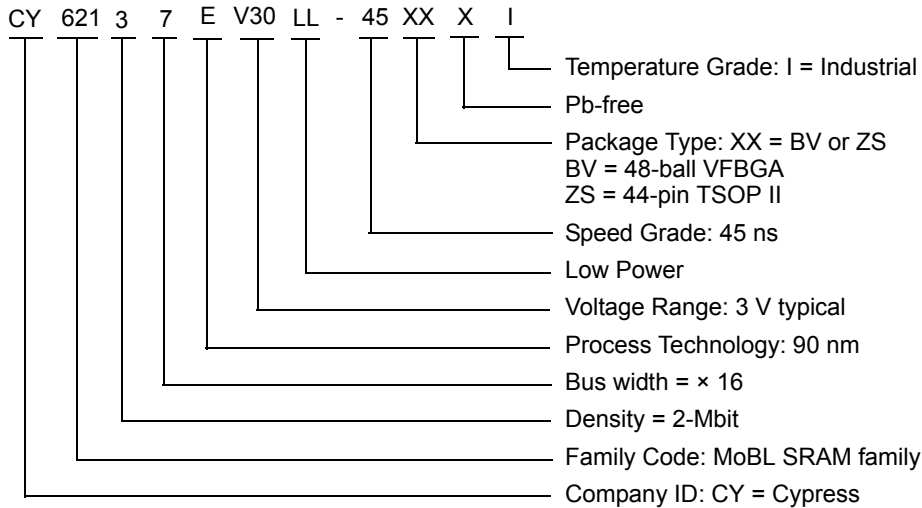 CY 621 3 7 E V30 LL - 45 XX X I
Temperature Grade: I = Industrial
Pb-free
Package Type: XX = BV or ZS
BV = 48-ball VFBGA
ZS = 44-pin TSOP II
Speed Grade: 45 ns
Low Power
Voltage Range: 3 V typical
Process Technology: 90 nm
Bus width = × 16
Density = 2-Mbit
Family Code: MoBL SRAM family
Company ID: CY = Cypress